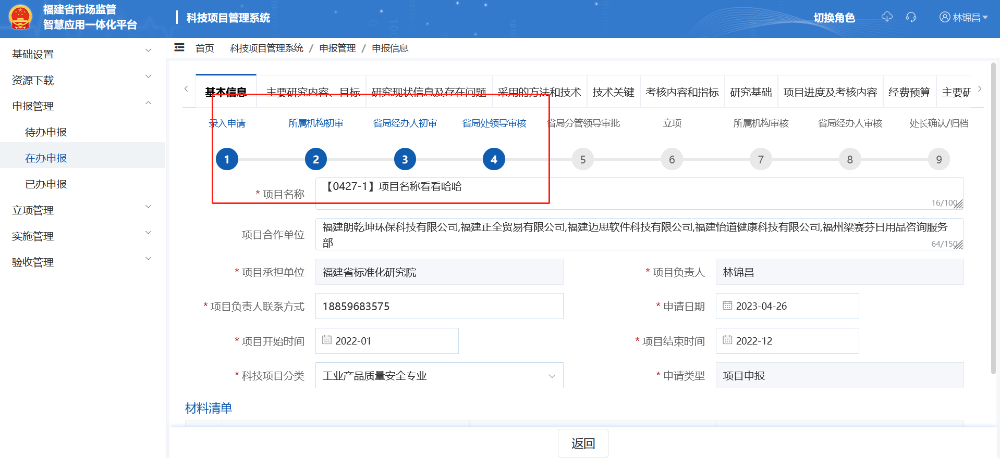 福建省市场监管
智慧应用一体化平台
科技项目管理系统
切换角色
林锦昌
基础设置
资源下载
申报管理
待办申报
在办申报
已办申报
立项管理
实施管理
验收管理
首页 科技项目管理系统 / 申报管理 / 申报信息
基本信息 主要研究内容、目标 研究现状信息及存在问题 采用的方法和技术 技术关键 考核内容和指标 研究基础 项目进度及考核内容 经费预算 主要研
录入申请 所属机构初审 省局经办人初审 省局处领导审核 省局分管领导审批 立项 所属机构审核 省局经办人审核 处长确认/归档
1 2 3 4 5 6 7 8 9
* 项目名称 【0427-1】项目名称看看哈哈
16/100
项目合作单位 福建朗乾坤环保科技有限公司,福建正全贸易有限公司,福建迈思软件科技有限公司,福建怡道健康科技有限公司,福州梁赛芬日用品咨询服务
部
64/150
* 项目承担单位 福建省标准化研究院 * 项目负责人 林锦昌
* 项目负责人联系方式 18859683575 * 申请日期 2023-04-26
* 项目开始时间 2022-01 * 项目结束时间 2022-12
* 科技项目分类 工业产品质量安全专业 * 申请类型 项目申报
材料清单
返回